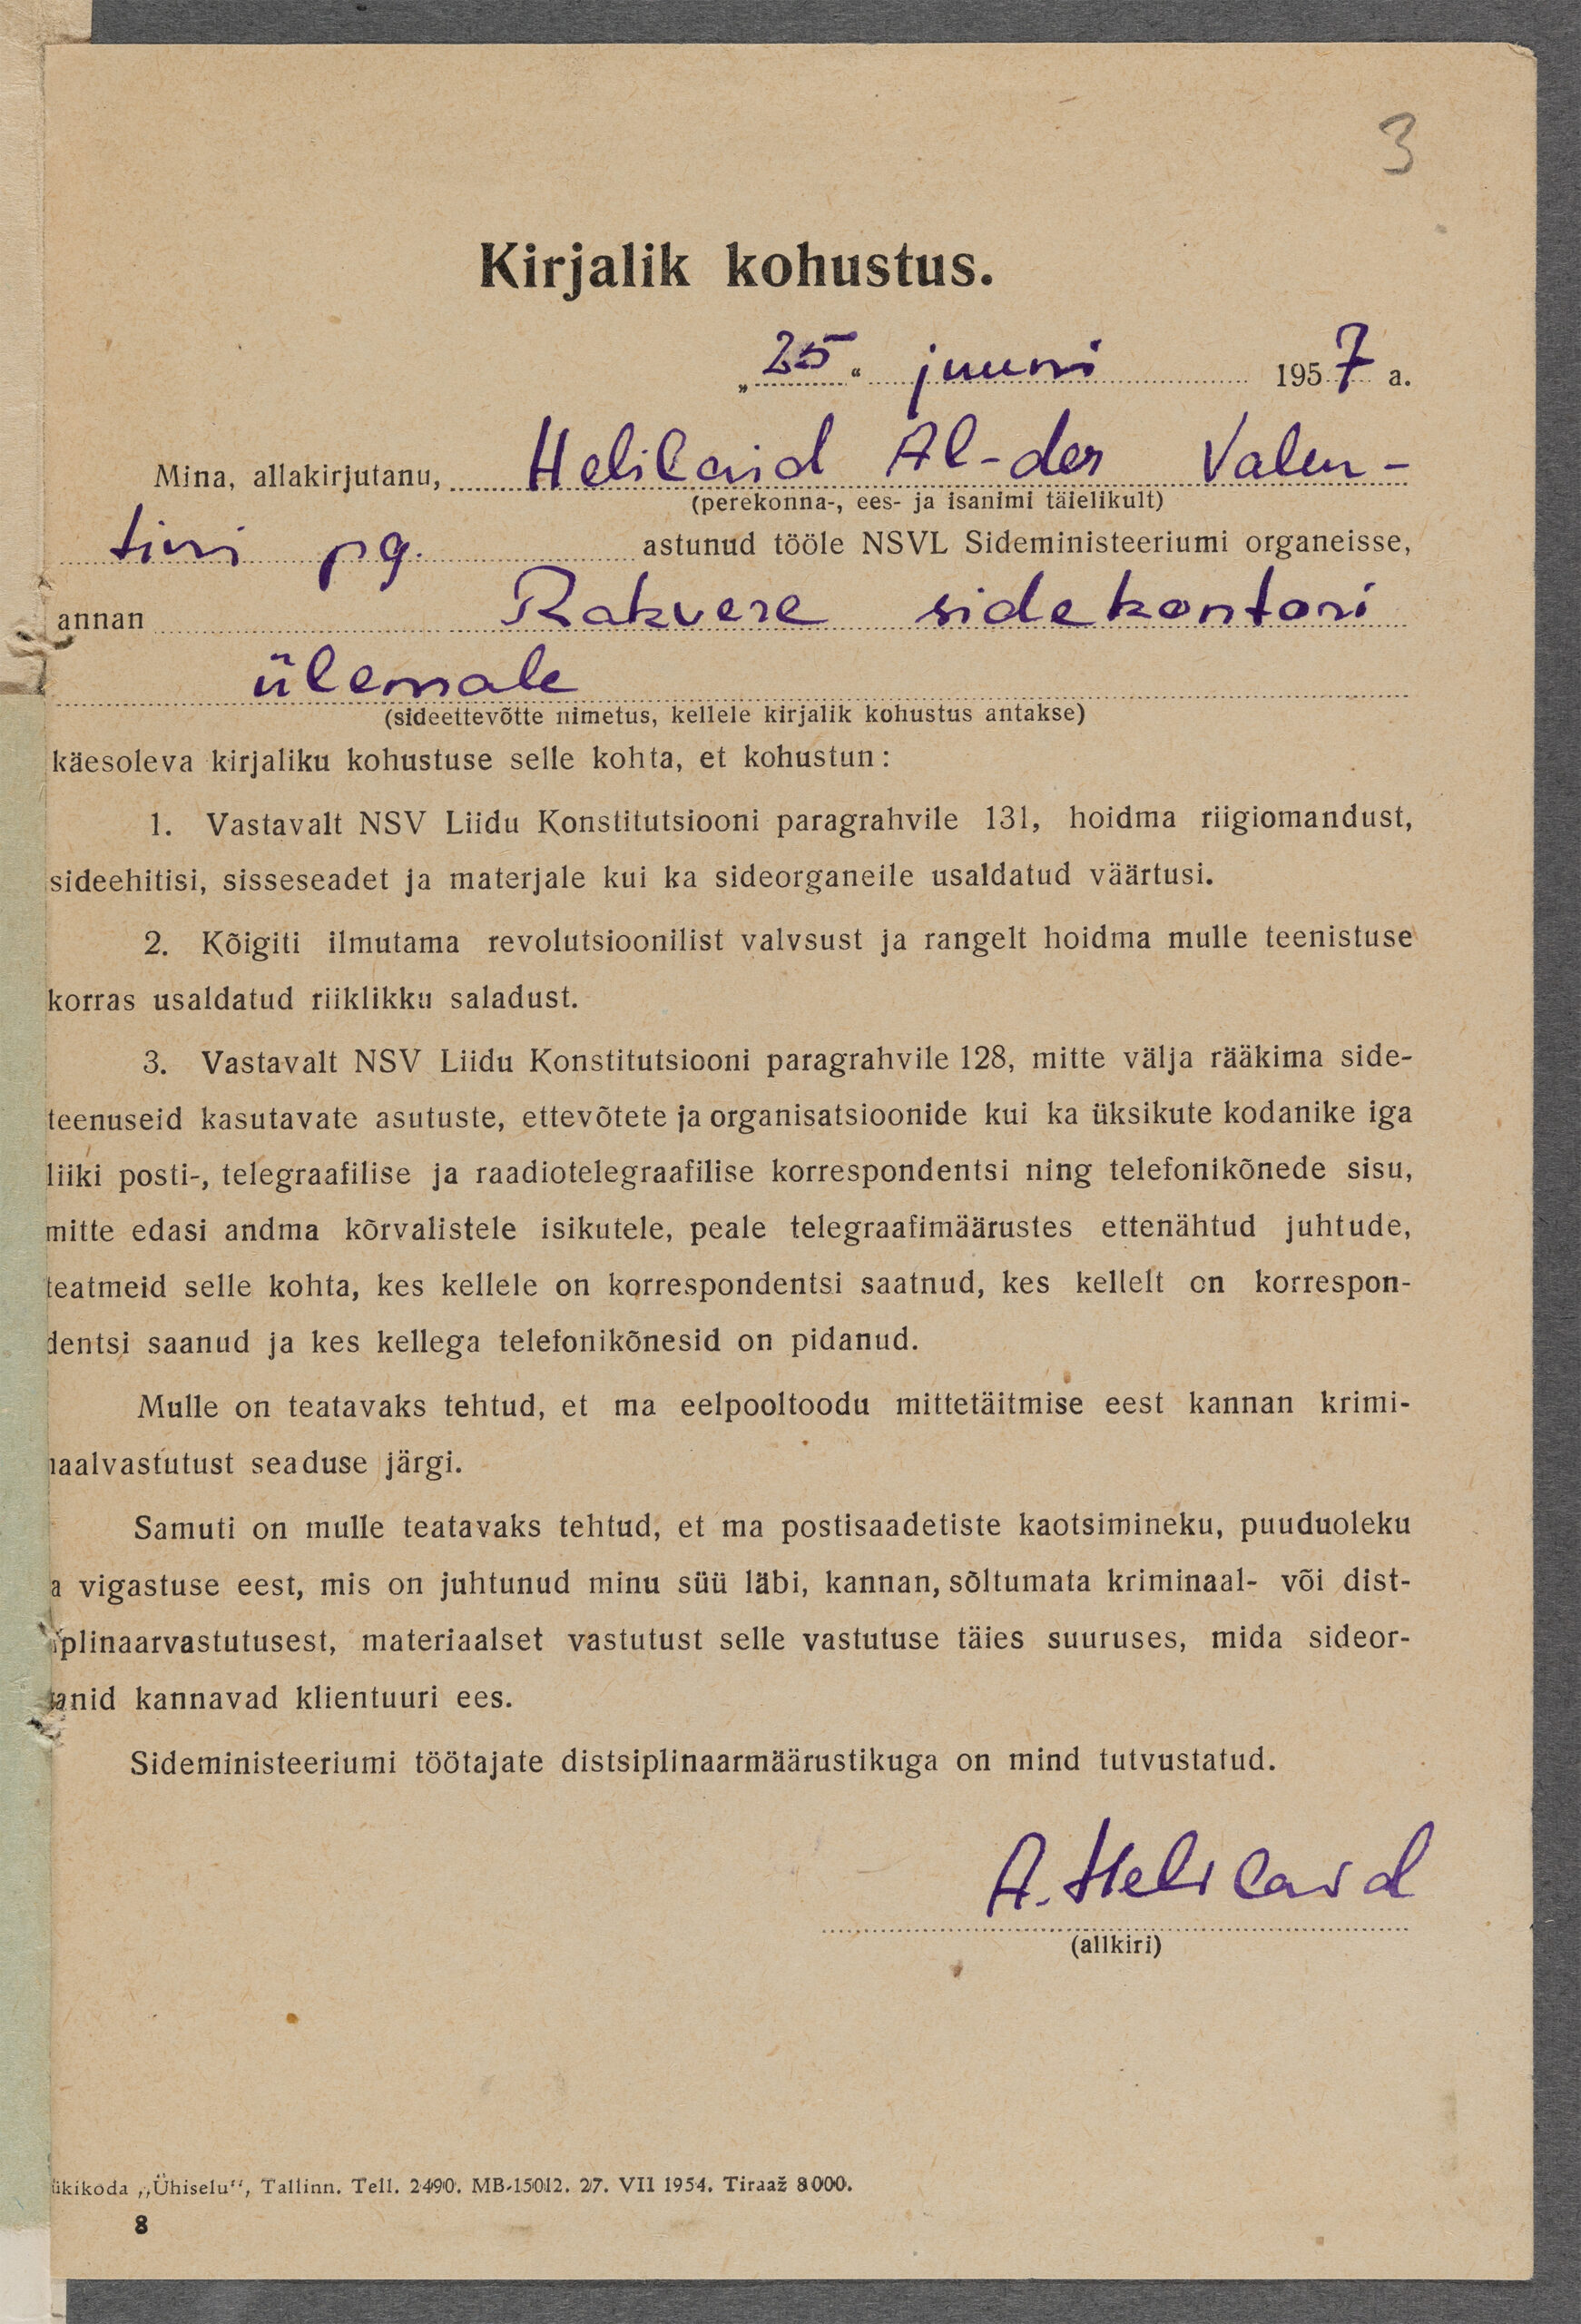 3
Kirjalik kohustus.
„25“ juuni 1957 a.
Mina, allakirjutanu, Helilaid Al-der Valen-
(perekonna-, ees- ja isanimi täielikult)
tini pg. astunud tööle NSVL Sideministeeriumi organeisse,
annan Rakvere sidekontori
ülemale
(sideettevõtte nimetus, kellele kirjalik kohustus antakse)
käesoleva kirjaliku kohustuse selle kohta, et kohustun:
1. Vastavalt NSV Liidu Konstitutsiooni paragrahvile 131, hoidma riigiomandust,
sideehitisi, sisseseadet ja materjale kui ka sideorganeile usaldatud väärtusi.
2. Kõigiti ilmutama revolutsioonilist valvsust ja rangelt hoidma mulle teenistuse
korras usaldatud riiklikku saladust.
3. Vastavalt NSV Liidu Konstitutsiooni paragrahvile 128, mitte välja rääkima side-
teenuseid kasutavate asutuste, ettevõtete ja organisatsioonide kui ka üksikute kodanike iga
liiki posti-, telegraafilise ja raadiotelegraafilise korrespondentsi ning telefonikõnede sisu,
mitte edasi andma kõrvalistele isikutele, peale telegraafimäärustes ettenähtud juhtude,
teatmeid selle kohta, kes kellele on korrespondentsi saatnud, kes kellelt on korrespon-
dentsi saanud ja kes kellega telefonikõnesid on pidanud.
Mulle on teatavaks tehtud, et ma eelpooltoodu mittetäitmise eest kannan krimi-
naalvastutust seaduse järgi.
Samuti on mulle teatavaks tehtud, et ma postisaadetiste kaotsimineku, puuduoleku
a vigastuse eest, mis on juhtunud minu süü läbi, kannan, sõltumata kriminaal- või dist-
iplinaarvastutusest, materiaalset vastutust selle vastutuse täies suuruses, mida sideor-
anid kannavad klientuuri ees.
Sideministeeriumi töötajate distsiplinaarmäärustikuga on mind tutvustatud.
A. Helilaid
(allkiri)
ükikoda „Ühiselu“, Tallinn. Tell. 2490. MB-15012. 27. VII 1954. Tiraaž 8000.
8